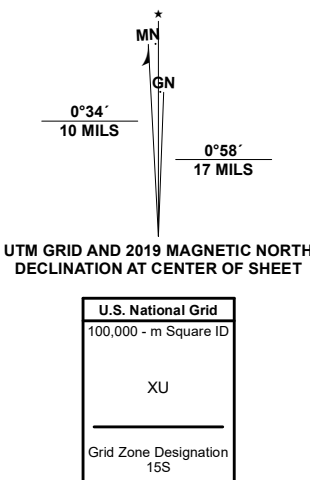 MN
GN
0°34´
10 MILS
0°58´
17 MILS
UTM GRID AND 2019 MAGNETIC NORTH
DECLINATION AT CENTER OF SHEET
U.S. National Grid
100,000 - m Square ID
XU
Grid Zone Designation
15S